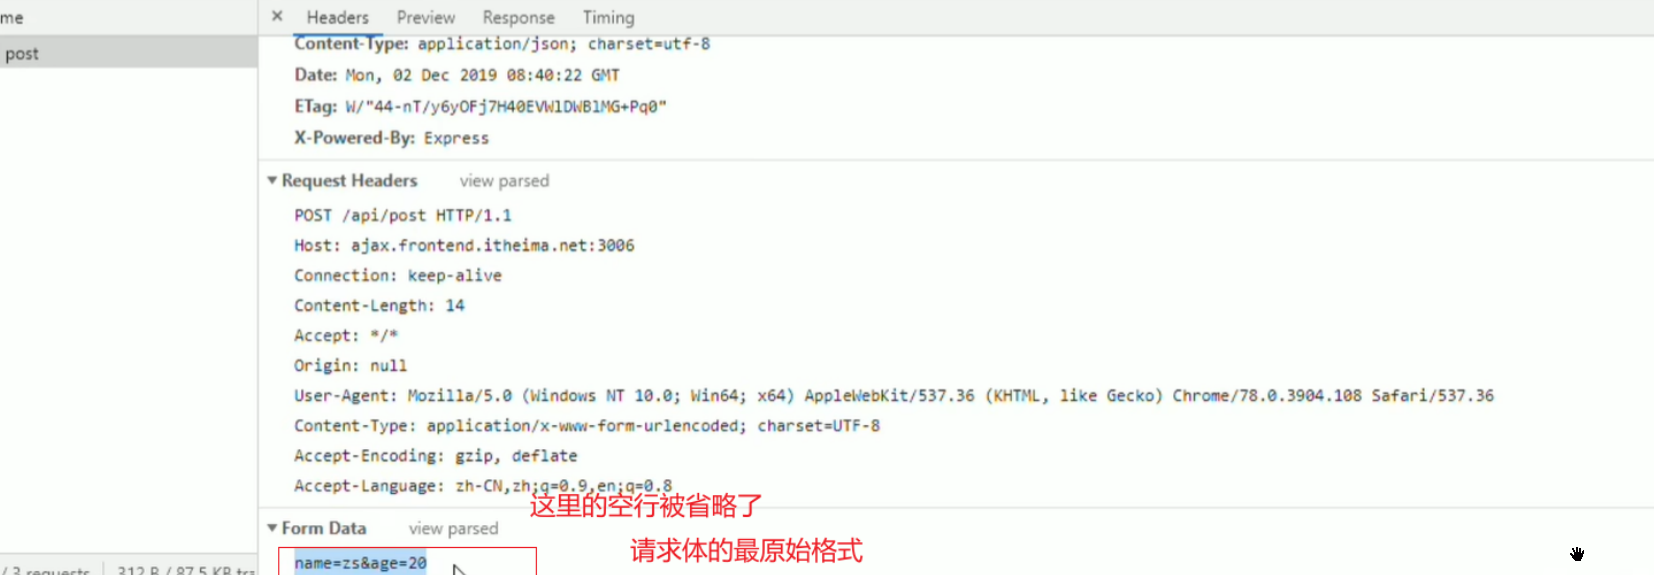 me
× Headers Preview Response Timing
post
Content-Type: application/json; charset=utf-8
Date: Mon, 02 Dec 2019 08:40:22 GMT
ETag: W/"44-nT/y6yOFj7H40EVWlDWBlMG+Pq0"
X-Powered-By: Express
▼ Request Headers view parsed
POST /api/post HTTP/1.1
Host: ajax.frontend.itheima.net:3006
Connection: keep-alive
Content-Length: 14
Accept: */*
Origin: null
User-Agent: Mozilla/5.0 (Windows NT 10.0; Win64; x64) AppleWebKit/537.36 (KHTML, like Gecko) Chrome/78.0.3904.108 Safari/537.36
Content-Type: application/x-www-form-urlencoded; charset=UTF-8
Accept-Encoding: gzip, deflate
Accept-Language: zh-CN,zh;q=0.9,en;q=0.8
这里的空行被省略了
▼ Form Data view parsed
请求体的最原始格式
name=zs&age=20
/ 3 requests 312 B / 87.5 KB tra